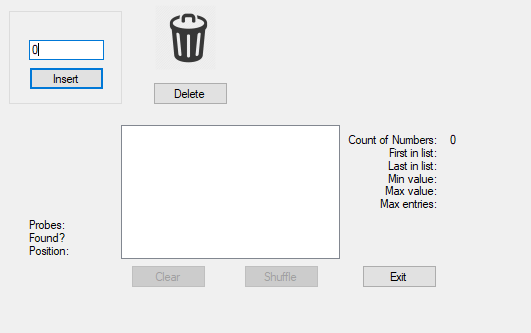 0
Insert
Delete
Count of Numbers: 0
First in list:
Last in list:
Min value:
Max value:
Max entries:
Probes:
Found?
Position:
Clear
Shuffle
Exit